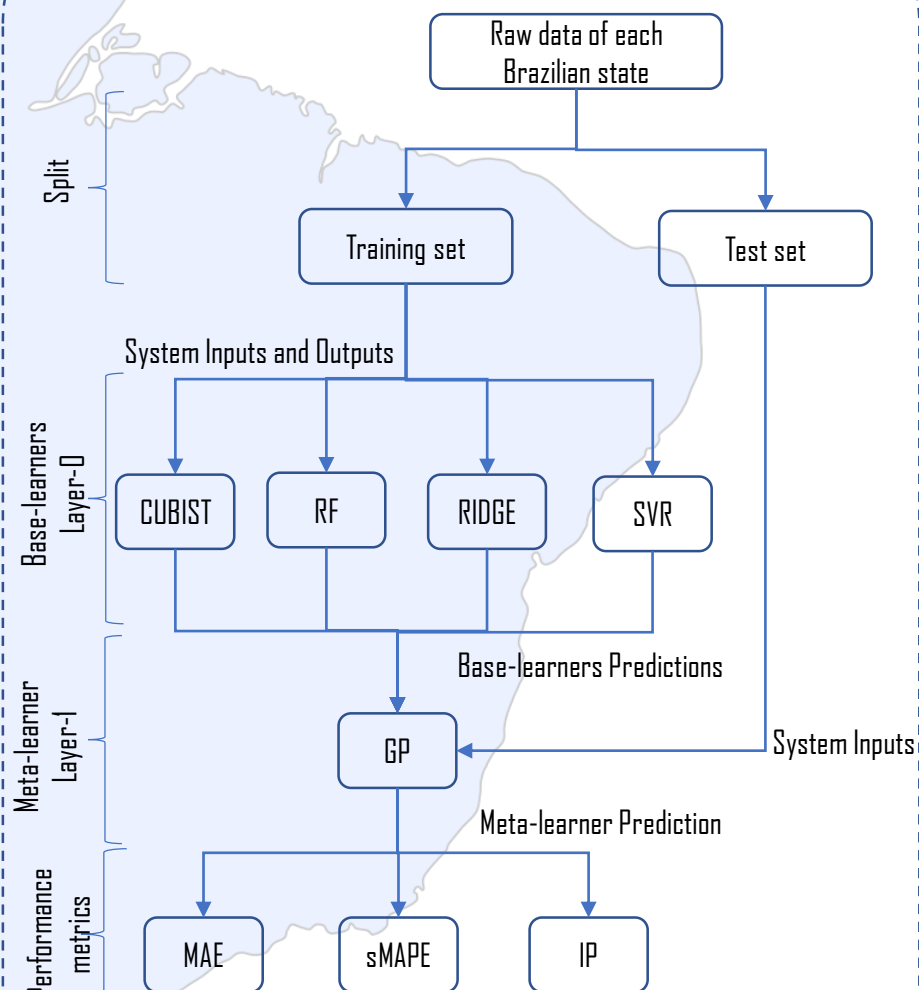 Raw data of each
Brazilian state
Split
Training set
Test set
System Inputs and Outputs
Base-learners
Layer-0
CUBIST
RF
RIDGE
SVR
Base-learners Predictions
Meta-learner
Layer-1
GP
System Inputs
Meta-learner Prediction
Performance
metrics
MAE
sMAPE
IP